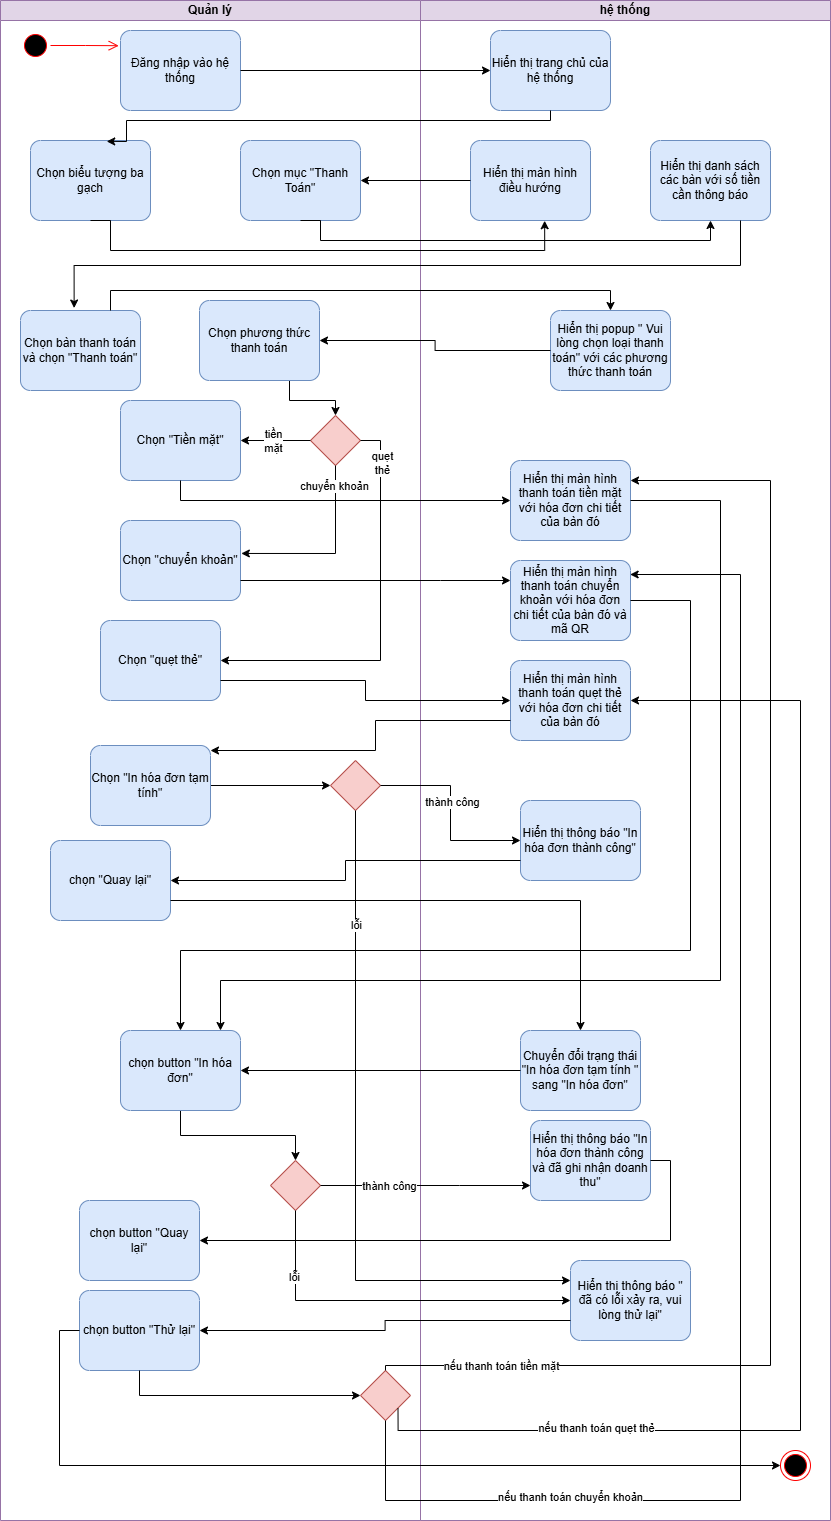 Quản lý
hệ thống
Đăng nhập vào hệ
thống
Hiển thị trang chủ của
hệ thống
Chọn biểu tượng ba
gạch
Chọn mục "Thanh
Toán"
Hiển thị màn hình
điều hướng
Hiển thị danh sách
các bàn với số tiền
cần thông báo
Chọn bàn thanh toán
và chọn "Thanh toán"
Chọn phương thức
thanh toán
Hiển thị popup " Vui
lòng chọn loại thanh
toán" với các phương
thức thanh toán
Chọn "Tiền mặt"
tiền
mặt
quẹt
thẻ
chuyển khoản
Hiển thị màn hình
thanh toán tiền mặt
với hóa đơn chi tiết
của bàn đó
Chọn "chuyển khoản"
Hiển thị màn hình
thanh toán chuyển
khoản với hóa đơn
chi tiết của bàn đó và
mã QR
Chọn "quẹt thẻ"
Hiển thị màn hình
thanh toán quẹt thẻ
với hóa đơn chi tiết
của bàn đó
Chọn "In hóa đơn tạm
tính"
thành công
Hiển thị thông báo "In
hóa đơn thành công"
chọn "Quay lại"
lỗi
chọn button "In hóa
đơn"
Chuyển đổi trạng thái
"In hóa đơn tạm tính "
sang "In hóa đơn"
Hiển thị thông báo "In
hóa đơn thành công
và đã ghi nhận doanh
thu"
thành công
chọn button "Quay
lại"
lỗi
Hiển thị thông báo "
đã có lỗi xảy ra, vui
lòng thử lại"
chọn button "Thử lại"
nếu thanh toán tiền mặt
nếu thanh toán quẹt thẻ
nếu thanh toán chuyển khoản